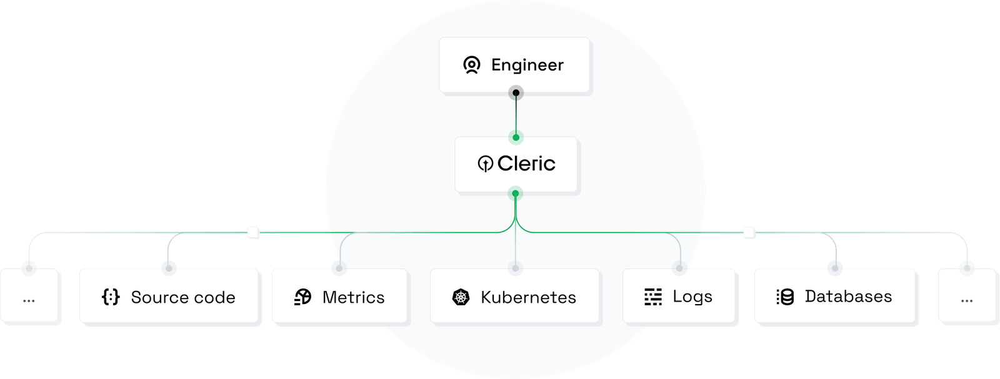 Engineer
Cleric
...
Source code
Metrics
Kubernetes
Logs
Databases
...